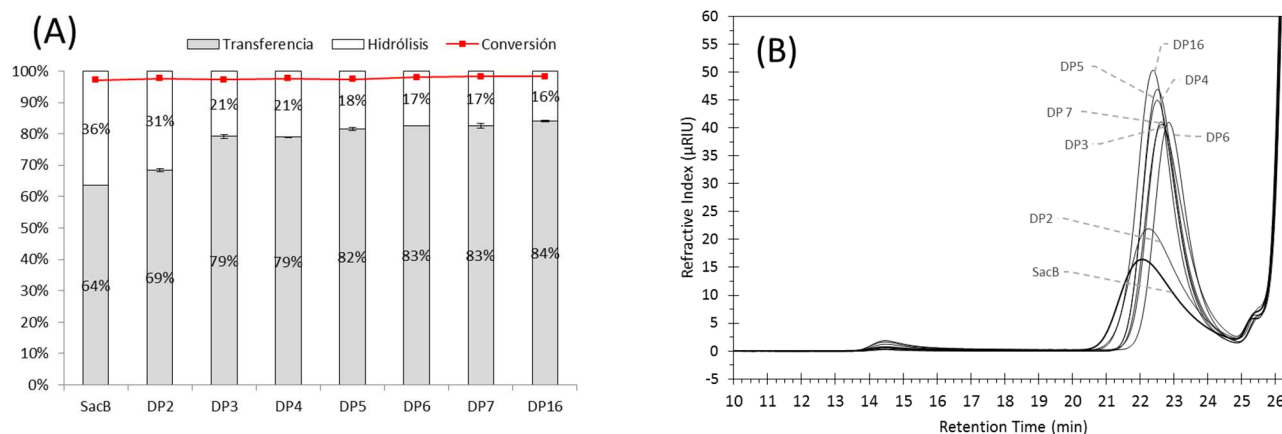 (A)
Transferencia Hidrólisis Conversión
100%
90%
80%
70%
60%
50%
40%
30%
20%
10%
0%
36% 31% 21% 21% 18% 17% 17% 16%
64% 69% 79% 79% 82% 83% 83% 84%
SacB DP2 DP3 DP4 DP5 DP6 DP7 DP16
(B)
Refractive Index (µRIU)
60
55
50
45
40
35
30
25
20
15
10
5
0
-5
DP16
DP5
DP4
DP 7
DP3
DP6
DP2
SacB
10 11 12 13 14 15 16 17 18 19 20 21 22 23 24 25 26
Retention Time (min)